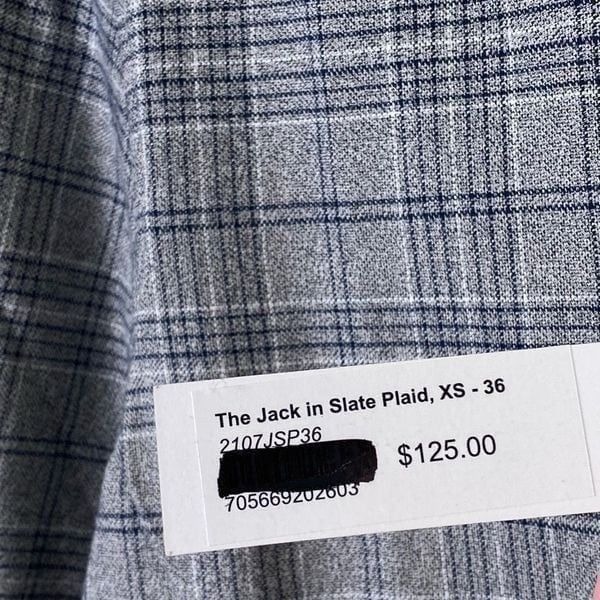 The Jack in Slate Plaid, XS - 36
2107JSP36
$125.00
705669202603